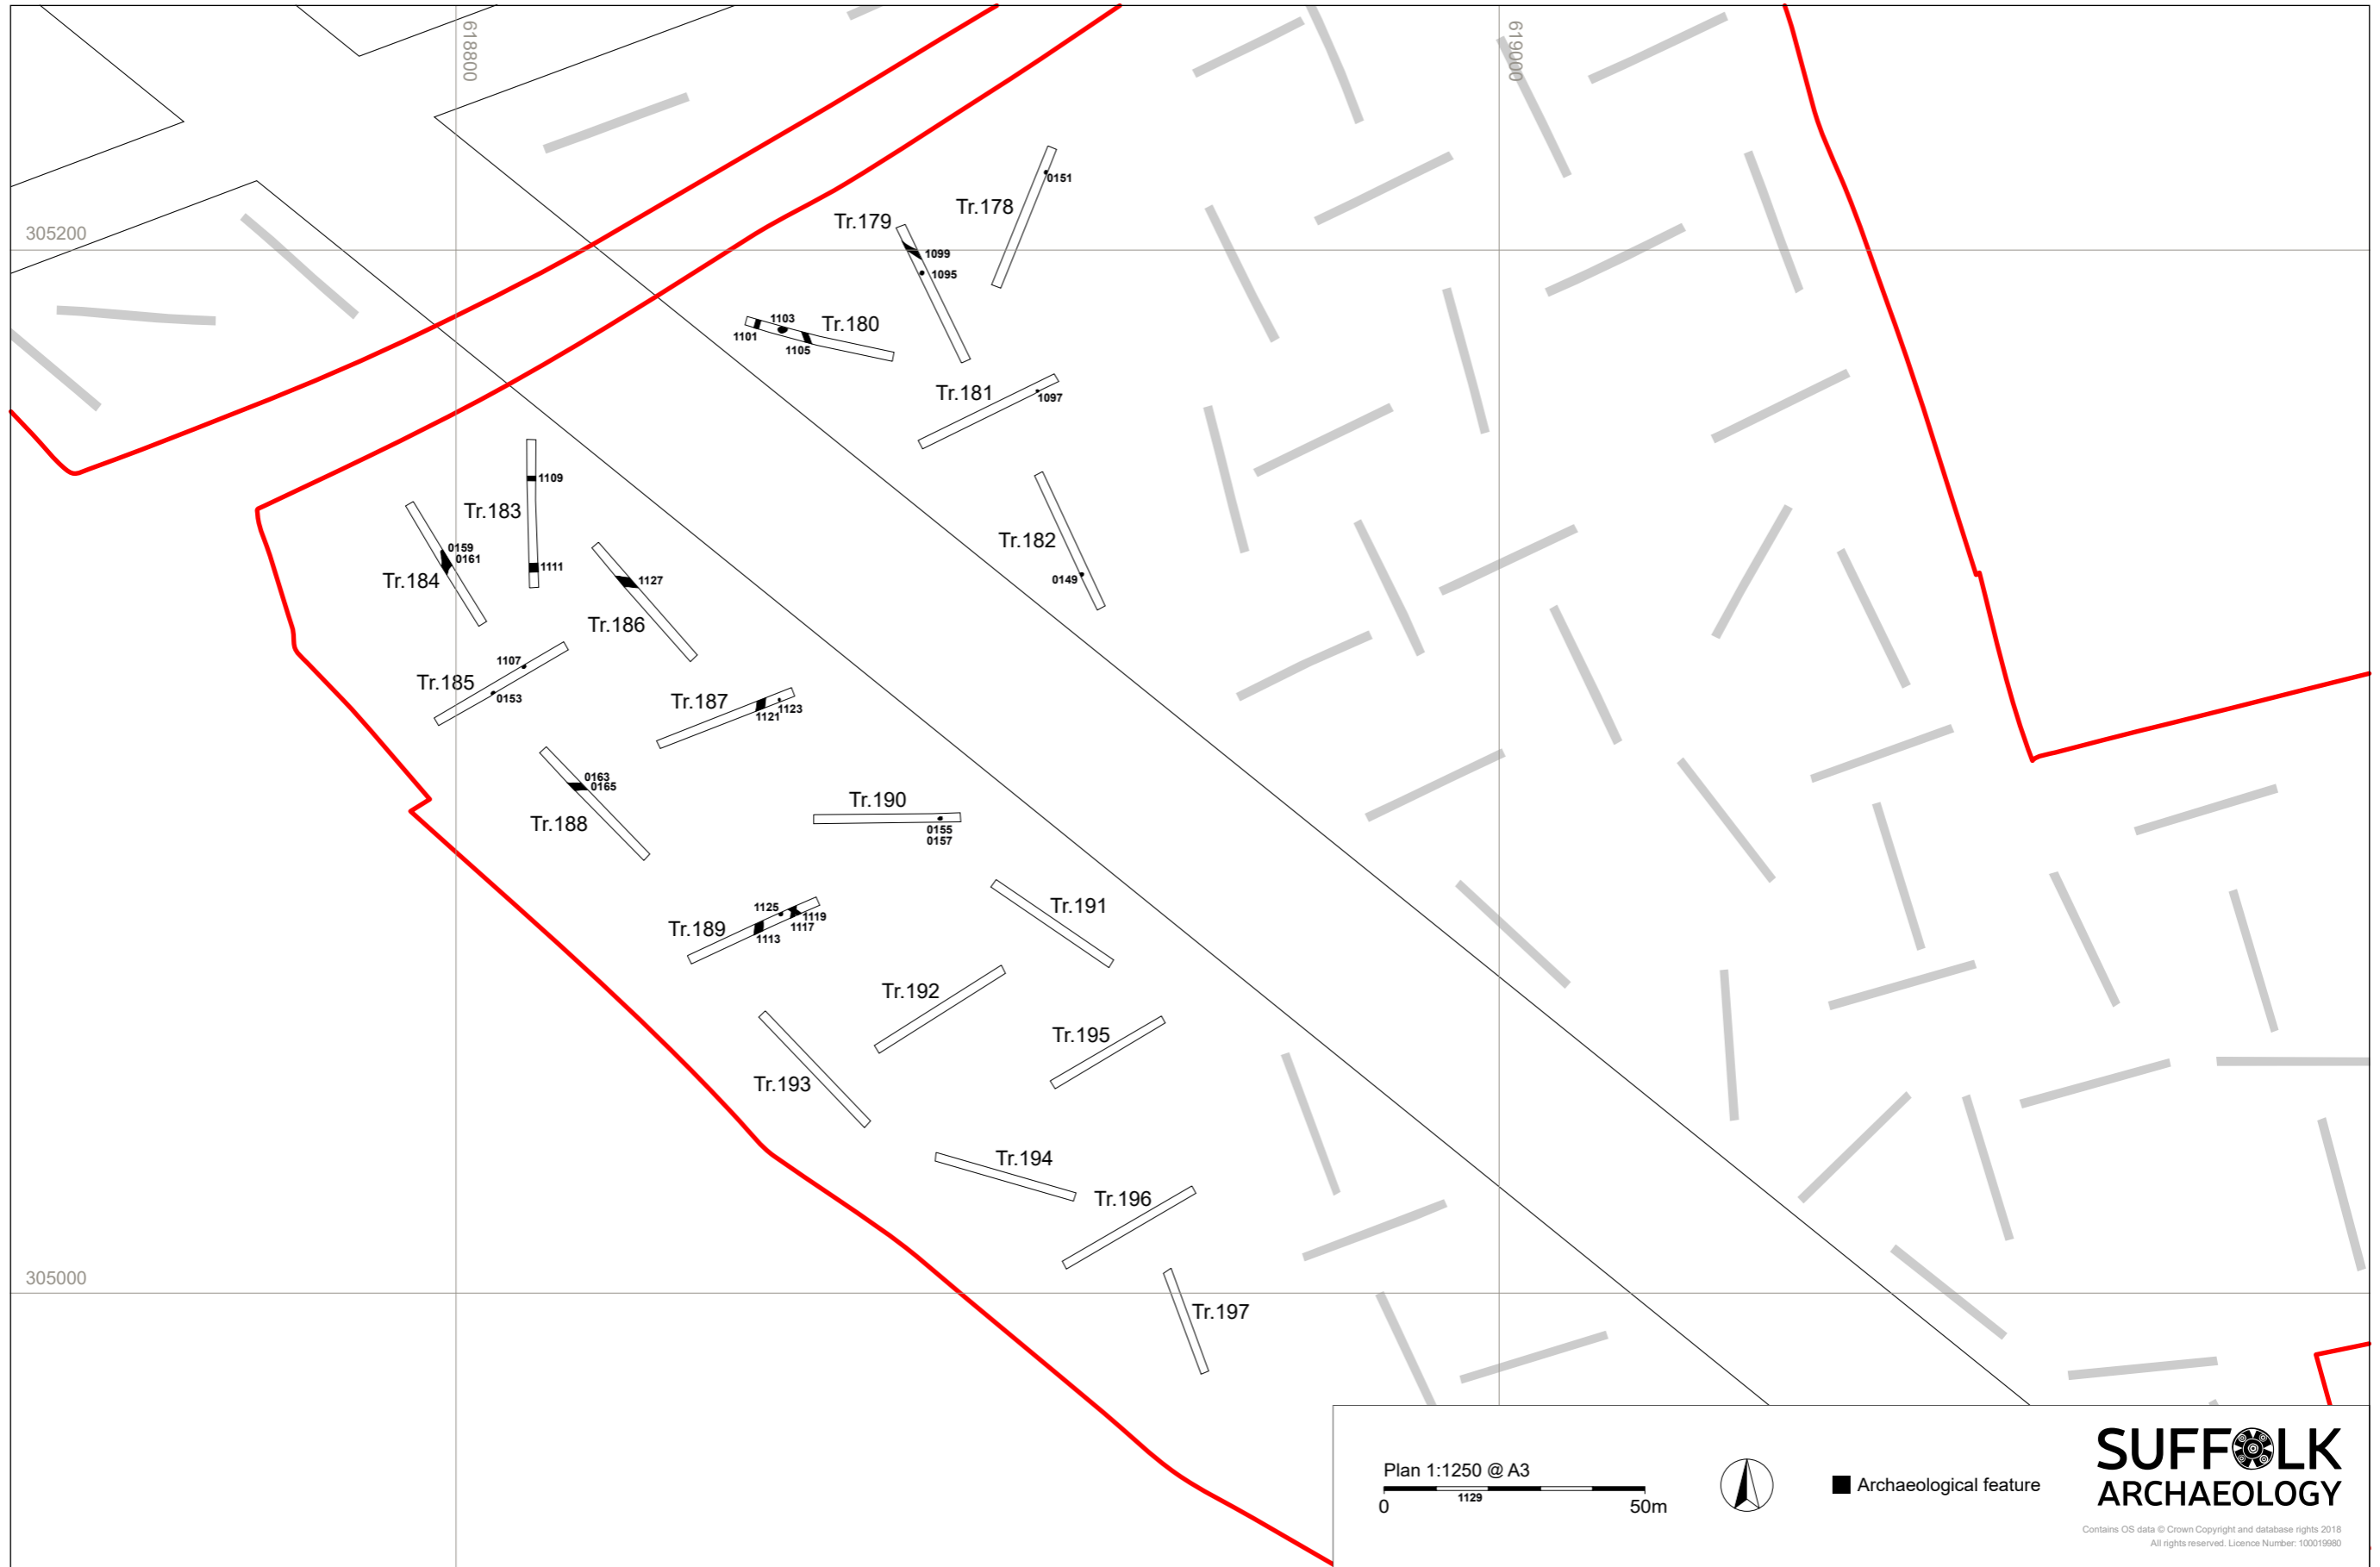 618800
619000
0151
Tr.178
Tr.179
305200
1099
1095
1103
Tr.180
1101
1105
Tr.181
1097
1109
Tr.183
0159
0161
1111
Tr.184
1127
Tr.182
0149
Tr.186
1107
Tr.185
0153
Tr.187
1121
1123
0163
0165
Tr.188
Tr.190
0155
0157
1125
1119
1117
Tr.189
1113
Tr.191
Tr.192
Tr.195
Tr.193
Tr.194
Tr.196
305000
Tr.197
Plan 1:1250 @ A3
1129
0
50m
Archaeological feature
SUFFOLK
ARCHAEOLOGY
Contains OS data © Crown Copyright and database rights 2018
All rights reserved. Licence Number: 100019980